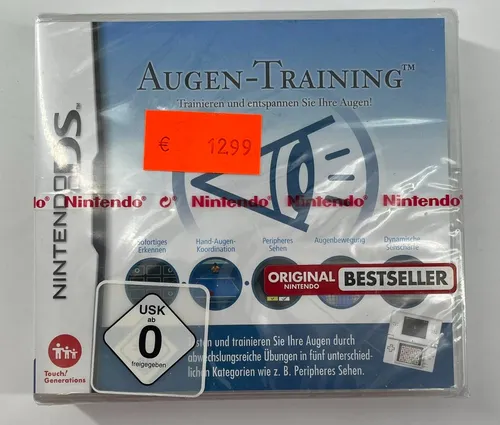 NINTENDO DS
AUGEN-TRAINING™
Trainieren und entspannen Sie Ihre Augen!
€ 12.99
Nintendo® Nintendo® Nintendo® Nintendo®
Sofortiges Erkennen
Hand-Augen-Koordination
Peripheres Sehen
Augenbewegung
Dynamische Sehschärfe
ORIGINAL
NINTENDO
BESTSELLER
USK
ab
0
freigegeben
Touch!
Generations
und trainieren Sie Ihre Augen durch
abwechslungsreiche Übungen in fünf unterschied-
lichen Kategorien wie z. B. Peripheres Sehen.